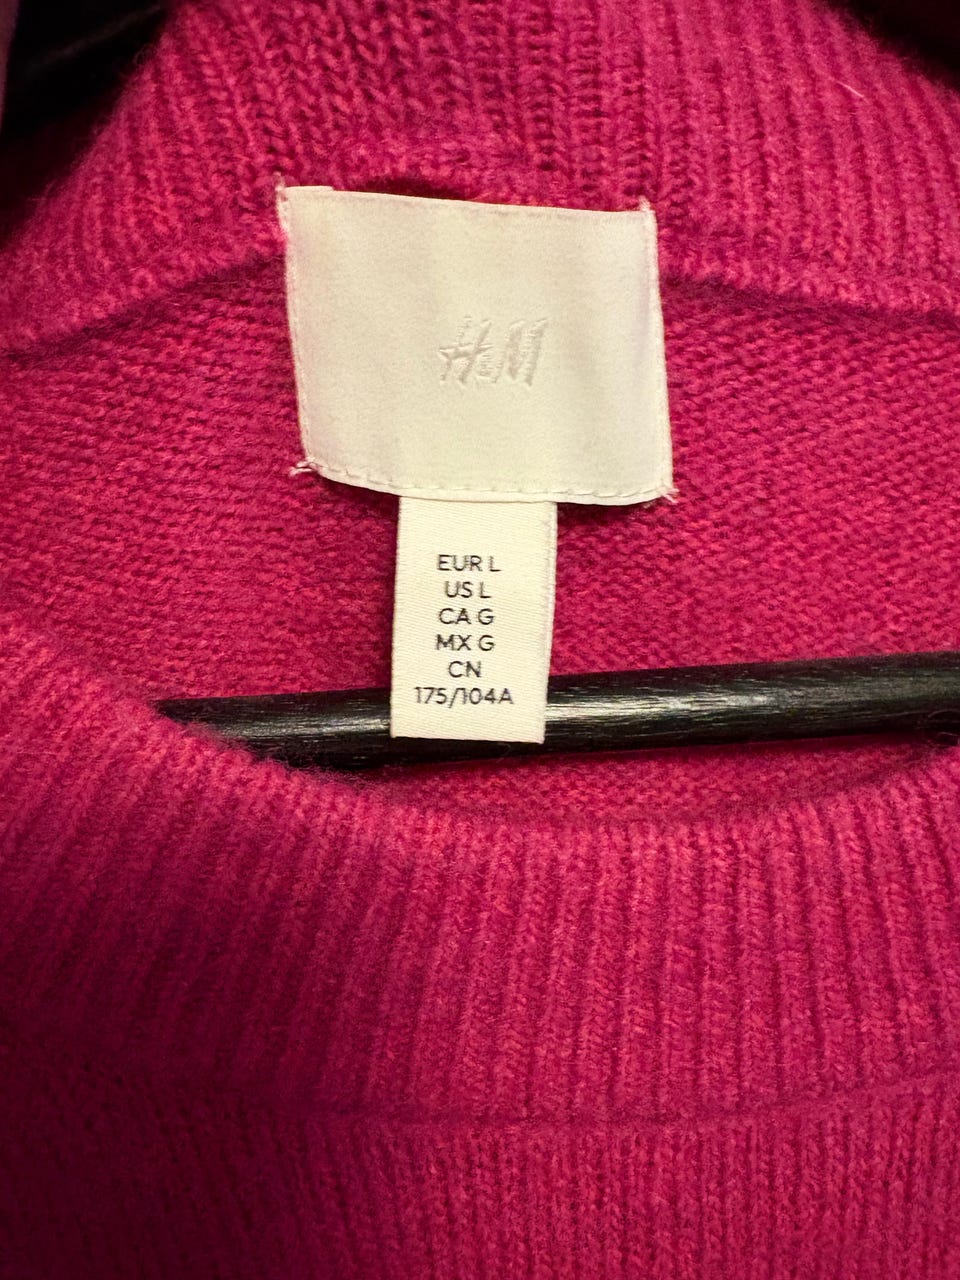 H&M
EUR L
US L
CA G
MX G
CN
175/104A